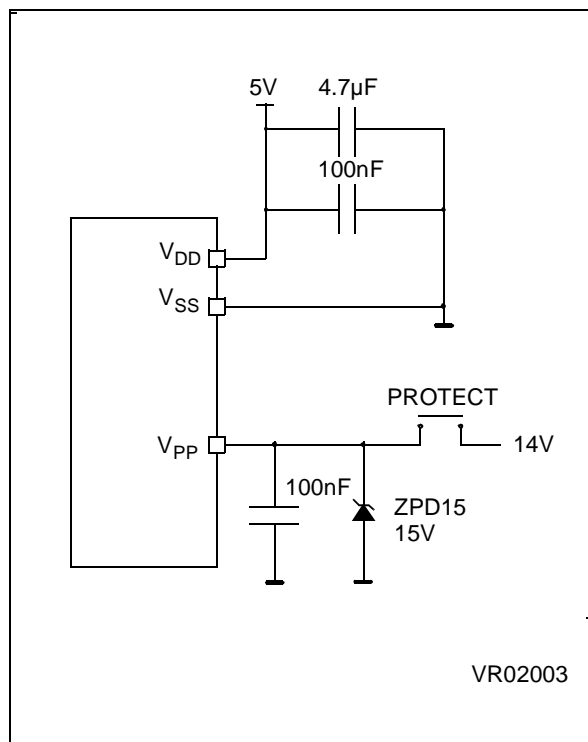 5V
4.7µF
100nF
VDD
VSS
PROTECT
VPP
14V
100nF
ZPD15
15V
VR02003